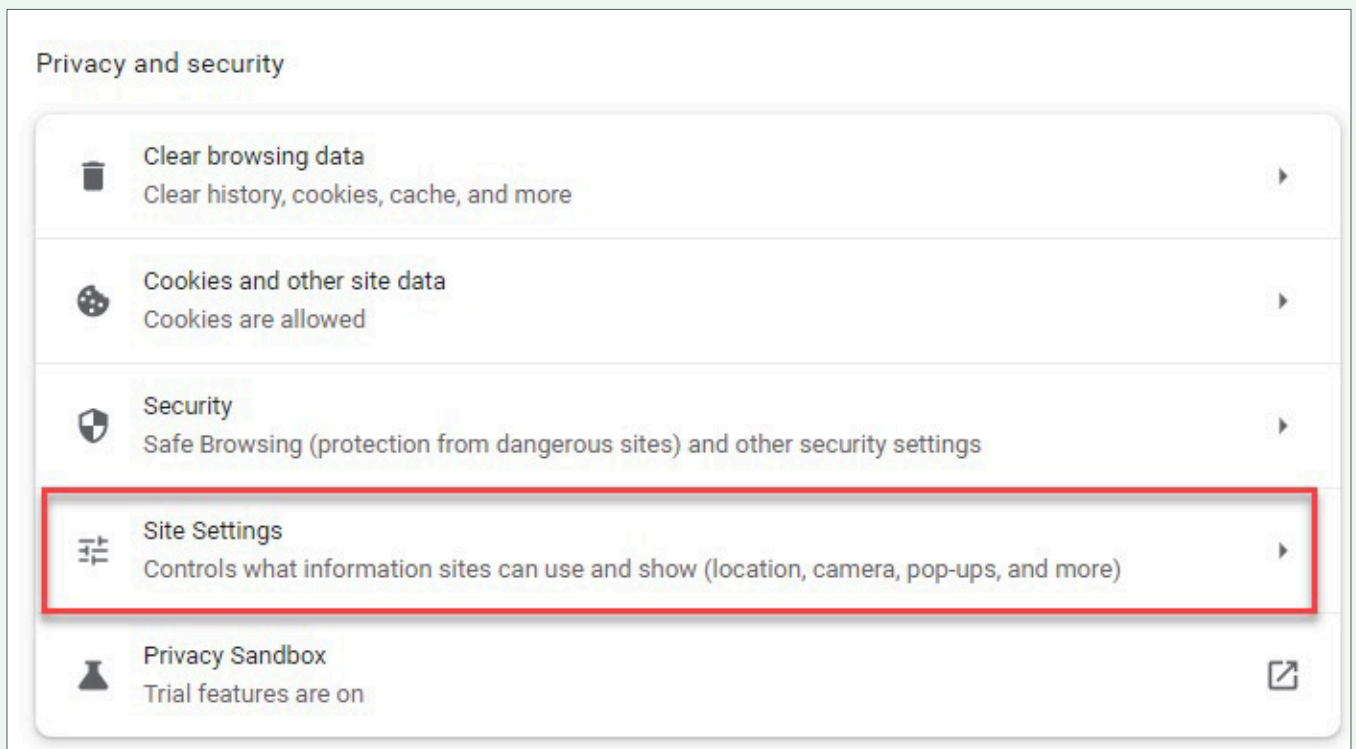 Privacy and security
Clear browsing data
Clear history, cookies, cache, and more
Cookies and other site data
Cookies are allowed
Security
Safe Browsing (protection from dangerous sites) and other security settings
Site Settings
Controls what information sites can use and show (location, camera, pop-ups, and more)
Privacy Sandbox
Trial features are on